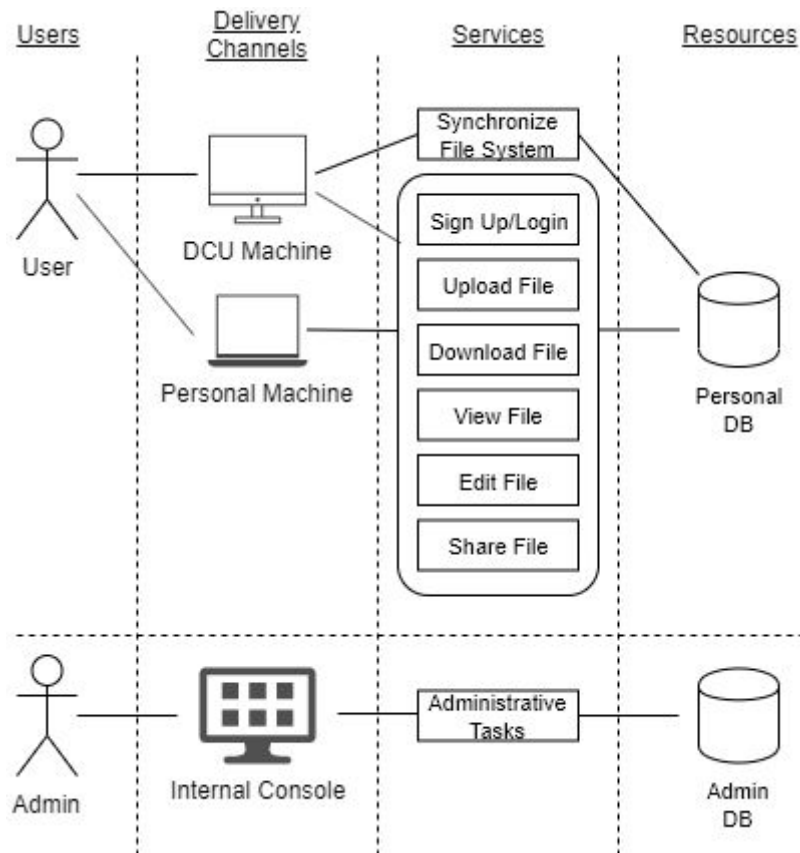 Users
Delivery
Channels
Services
Resources
Synchronize
File System
User
DCU Machine
Sign Up/Login
Upload File
Download File
Personal Machine
View File
Personal
DB
Edit File
Share File
Administrative
Tasks
Admin
Internal Console
Admin
DB